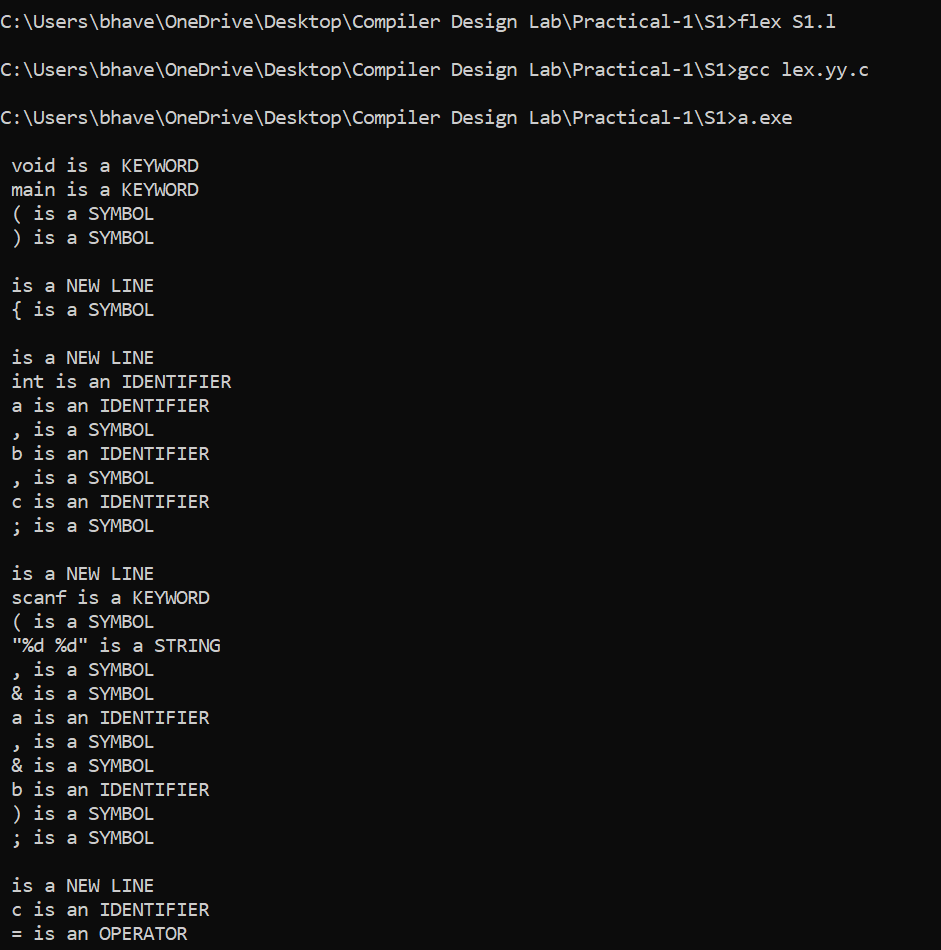 C:\Users\bhave\OneDrive\Desktop\Compiler Design Lab\Practical-1\S1>flex S1.l
C:\Users\bhave\OneDrive\Desktop\Compiler Design Lab\Practical-1\S1>gcc lex.yy.c
C:\Users\bhave\OneDrive\Desktop\Compiler Design Lab\Practical-1\S1>a.exe
void is a KEYWORD
main is a KEYWORD
( is a SYMBOL
) is a SYMBOL
is a NEW LINE
{ is a SYMBOL
is a NEW LINE
int is an IDENTIFIER
a is an IDENTIFIER
, is a SYMBOL
b is an IDENTIFIER
, is a SYMBOL
c is an IDENTIFIER
; is a SYMBOL
is a NEW LINE
scanf is a KEYWORD
( is a SYMBOL
"%d %d" is a STRING
, is a SYMBOL
& is a SYMBOL
a is an IDENTIFIER
, is a SYMBOL
& is a SYMBOL
b is an IDENTIFIER
) is a SYMBOL
; is a SYMBOL
is a NEW LINE
c is an IDENTIFIER
= is an OPERATOR